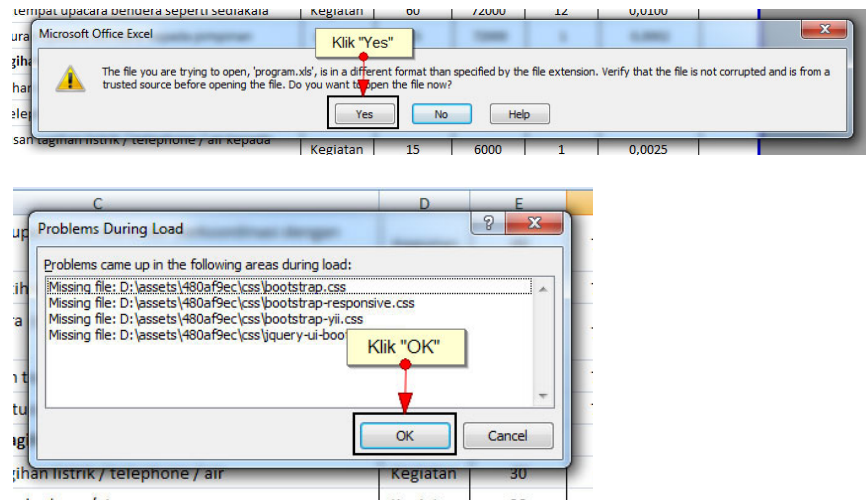 tempat upacara bendera seperti sediakala Kegiatan 60 72000 12 0,0100
Microsoft Office Excel
Klik "Yes"
The file you are trying to open, 'program.xls', is in a different format than specified by the file extension. Verify that the file is not corrupted and is from a
trusted source before opening the file. Do you want to open the file now?
Yes No Help
san tagihan listrik / telephone / air kepada
Kegiatan 15 6000 1 0,0025
C D E
Problems During Load
Problems came up in the following areas during load:
Missing file: D:\assets\480af9ec\css\bootstrap.css
Missing file: D:\assets\480af9ec\css\bootstrap-responsive.css
Missing file: D:\assets\480af9ec\css\bootstrap-yii.css
Missing file: D:\assets\480af9ec\css\jquery-ui-boo
Klik "OK"
OK Cancel
gihan listrik / telephone / air Kegiatan 30